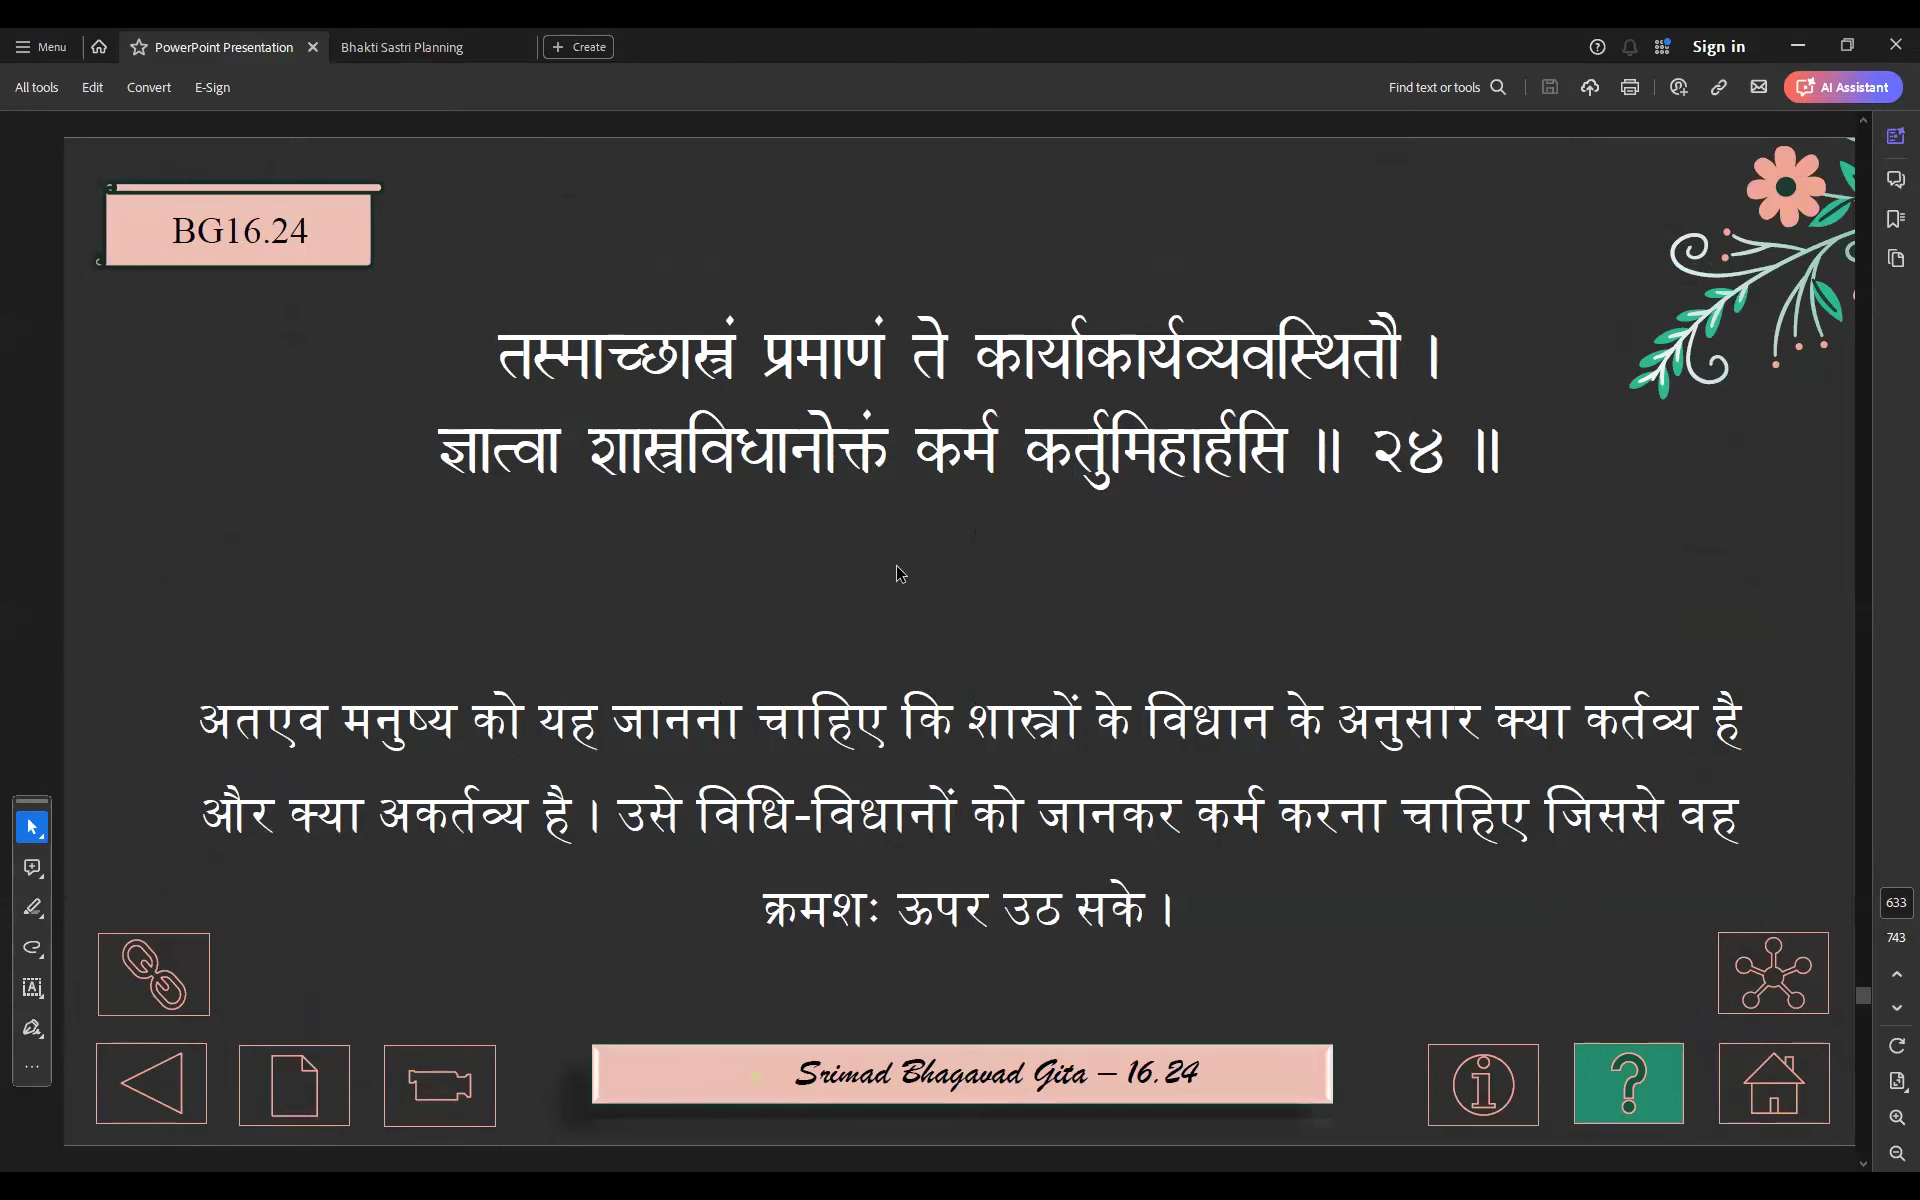 Menu
PowerPoint Presentation
Bhakti Sastri Planning
Create
Sign in
All tools
Edit
Convert
E-Sign
Find text or tools
AI Assistant
BG16.24
तस्माच्छास्त्रं प्रमाणं ते कार्याकार्यव्यवस्थितौ ।
ज्ञात्वा शास्त्रविधानोक्तं कर्म कर्तुमिहार्हसि ॥ २४ ॥
अतएव मनुष्य को यह जानना चाहिए कि शास्त्रों के विधान के अनुसार क्या कर्तव्य है
और क्या अकर्तव्य है । उसे विधि-विधानों को जानकर कर्म करना चाहिए जिससे वह
क्रमशः ऊपर उठ सके ।
633
743
Srimad Bhagavad Gita – 16.24